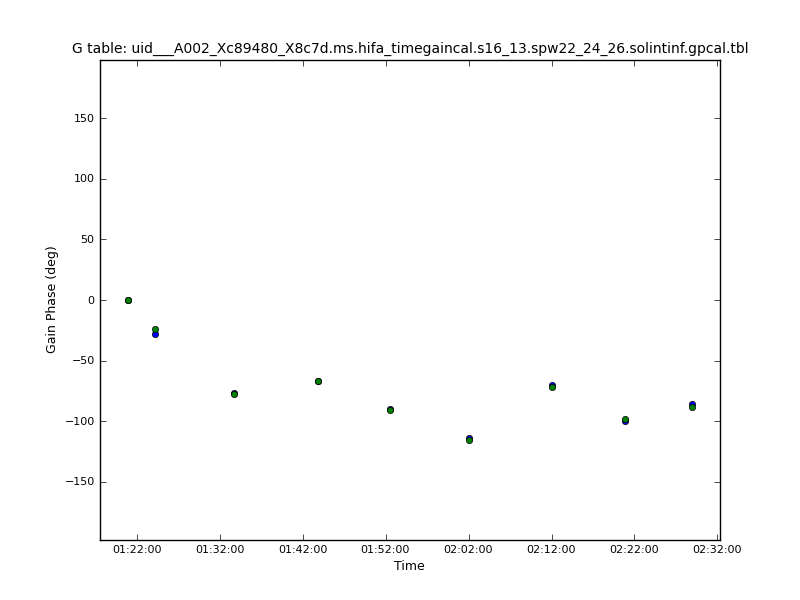 G table: uid___A002_Xc89480_X8c7d.ms.hifa_timegaincal.s16_13.spw22_24_26.solintinf.gpcal.tbl
150
100
50
0
−50
−100
−150
Gain Phase (deg)
01:22:00 01:32:00 01:42:00 01:52:00 02:02:00 02:12:00 02:22:00 02:32:00
Time